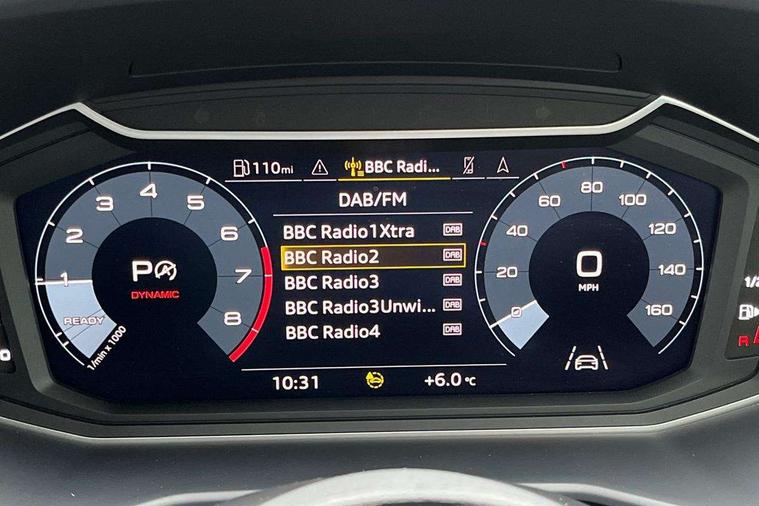 110mi BBC Radi...
DAB/FM
BBC Radio1Xtra DAB
BBC Radio2 DAB
BBC Radio3 DAB
BBC Radio3Unwi... DAB
BBC Radio4 DAB
10:31 +6.0 °C
1 2 3 4 5 6 7 8
READY
1/min x 1000
P A
DYNAMIC
0 20 40 60 80 100 120 140 160
0
MPH
R